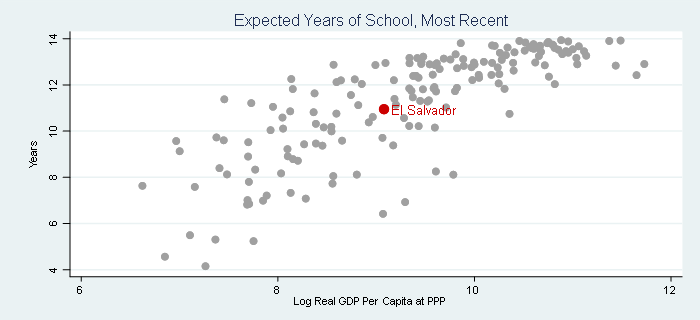 Expected Years of School, Most Recent
14
12
10
8
6
4
Years
El Salvador
6 8 10 12
Log Real GDP Per Capita at PPP